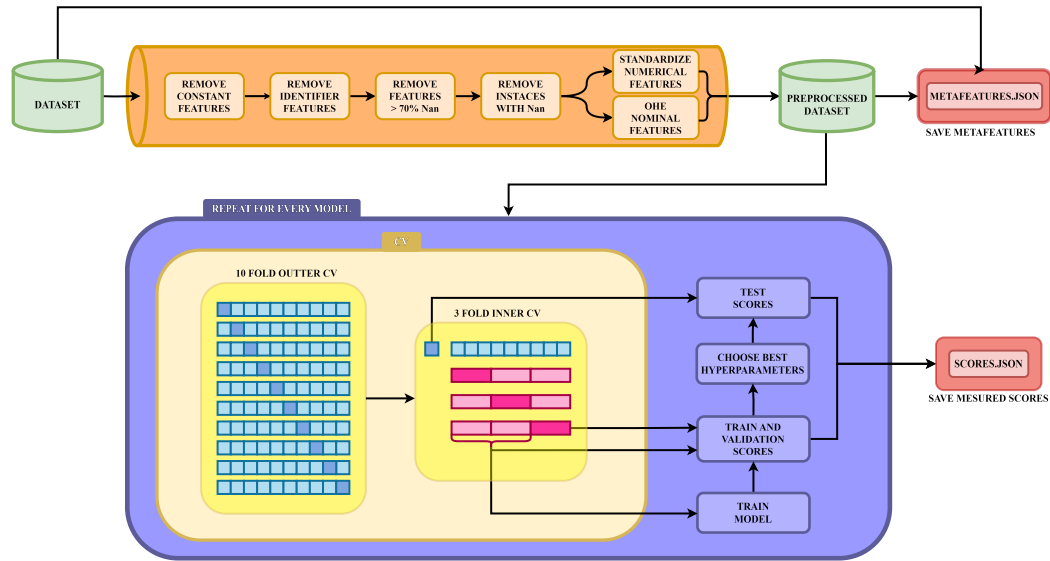 DATASET
REMOVE
CONSTANT
FEATURES
REMOVE
IDENTIFIER
FEATURES
REMOVE
FEATURES
> 70% Nan
REMOVE
INSTACES
WITH Nan
STANDARDIZE
NUMERICAL
FEATURES
OHE
NOMINAL
FEATURES
PREPROCESSED
DATASET
METAFEATURES.JSON
SAVE METAFEATURES
REPEAT FOR EVERY MODEL
CV
10 FOLD OUTTER CV
3 FOLD INNER CV
TEST
SCORES
CHOOSE BEST
HYPERPARAMETERS
TRAIN AND
VALIDATION
SCORES
TRAIN
MODEL
SCORES.JSON
SAVE MESURED SCORES